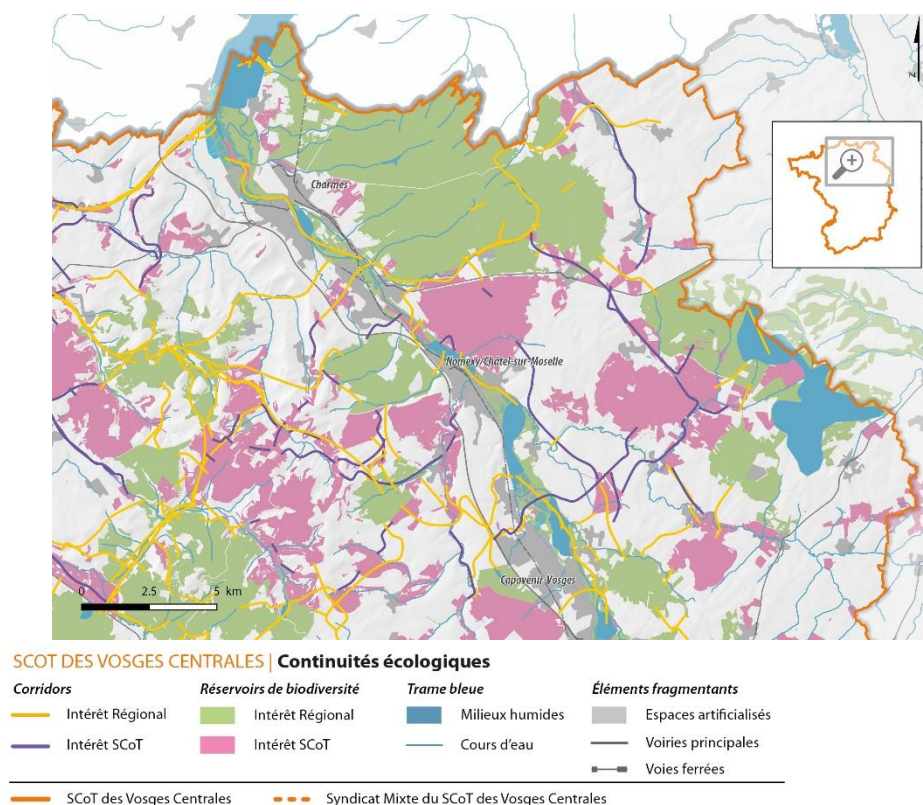 N
Charmes
Nomexy/Chatel-sur-Moselle
Capavenir-Vosges
0 2.5 5 km
SCOT DES VOSGES CENTRALES | Continuités écologiques
Corridors Réservoirs de biodiversité Trame bleue Éléments fragmentants
Intérêt Régional Intérêt Régional Milieux humides Espaces artificialisés
Intérêt SCoT Intérêt SCoT Cours d'eau Voiries principales
Voies ferrées
SCoT des Vosges Centrales Syndicat Mixte du SCoT des Vosges Centrales